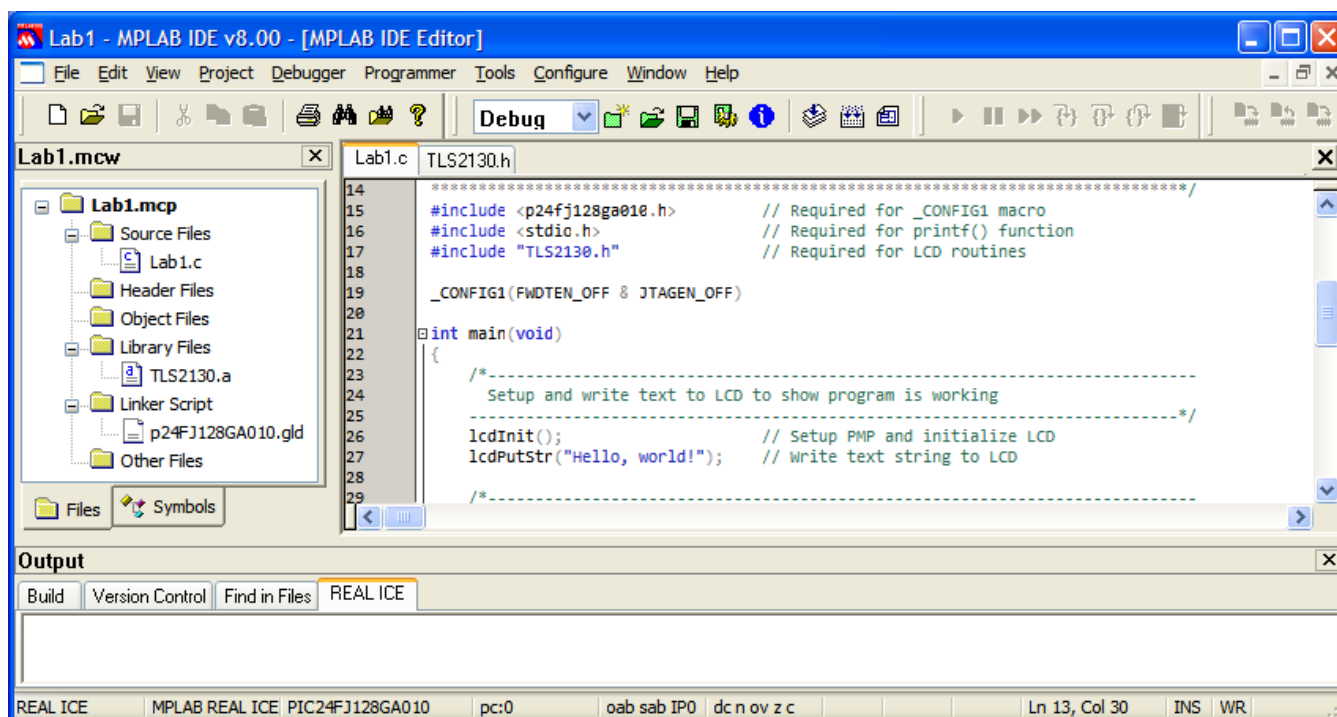 Lab1 - MPLAB IDE v8.00 - [MPLAB IDE Editor]
File Edit View Project Debugger Programmer Tools Configure Window Help
Debug
Lab1.mcw
Lab1.mcp
Source Files
Lab1.c
Header Files
Object Files
Library Files
TLS2130.a
Linker Script
p24FJ128GA010.gld
Other Files
Files Symbols
Lab1.c TLS2130.h
14 ********************************************************************************/
15 #include <p24fj128ga010.h> // Required for _CONFIG1 macro
16 #include <stdio.h> // Required for printf() function
17 #include "TLS2130.h" // Required for LCD routines
18
19 _CONFIG1(FWDTEN_OFF & JTAGEN_OFF)
20
21 int main(void)
22 {
23 /*---------------------------------------------------------------------------
24 Setup and write text to LCD to show program is working
25 ---------------------------------------------------------------------------*/
26 lcdInit(); // Setup PMP and initialize LCD
27 lcdPutStr("Hello, world!"); // Write text string to LCD
28
29 /*---------------------------------------------------------------------------
Output
Build Version Control Find in Files REAL ICE
REAL ICE MPLAB REAL ICE PIC24FJ128GA010 pc:0 oab sab IP0 dc n ov z c Ln 13, Col 30 INS WR